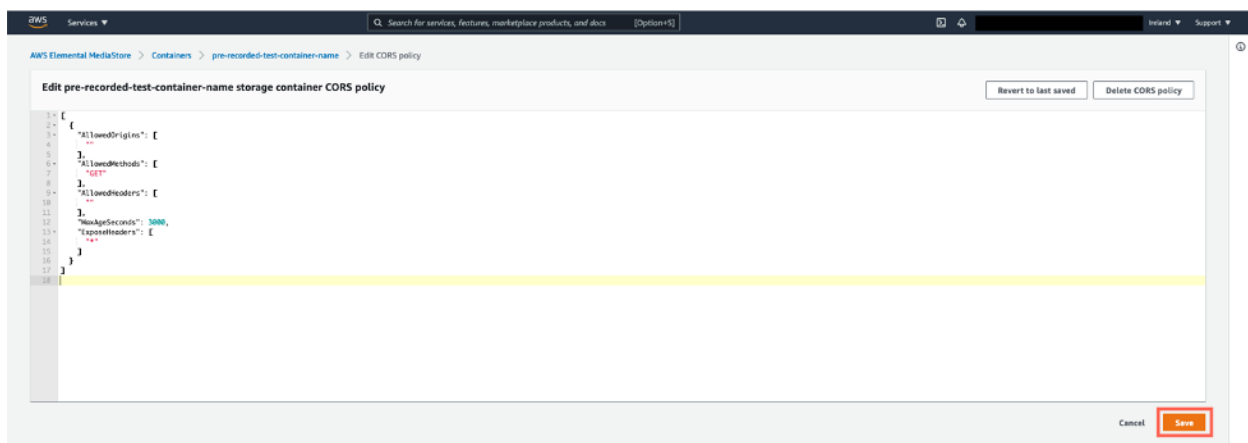 aws Services ▼ Search for services, features, marketplace products, and docs [Option+S] Ireland ▼ Support ▼
AWS Elemental MediaStore > Containers > pre-recorded-test-container-name > Edit CORS policy
Edit pre-recorded-test-container-name storage container CORS policy
Revert to last saved Delete CORS policy
1 [
2 {
3 "AllowedOrigins": [
4 ""
5 ],
6 "AllowedMethods": [
7 "GET"
8 ],
9 "AllowedHeaders": [
10 ""
11 ],
12 "MaxAgeSeconds": 3000,
13 "ExposeHeaders": [
14 "*"
15 ]
16 }
17 ]
18
Cancel Save